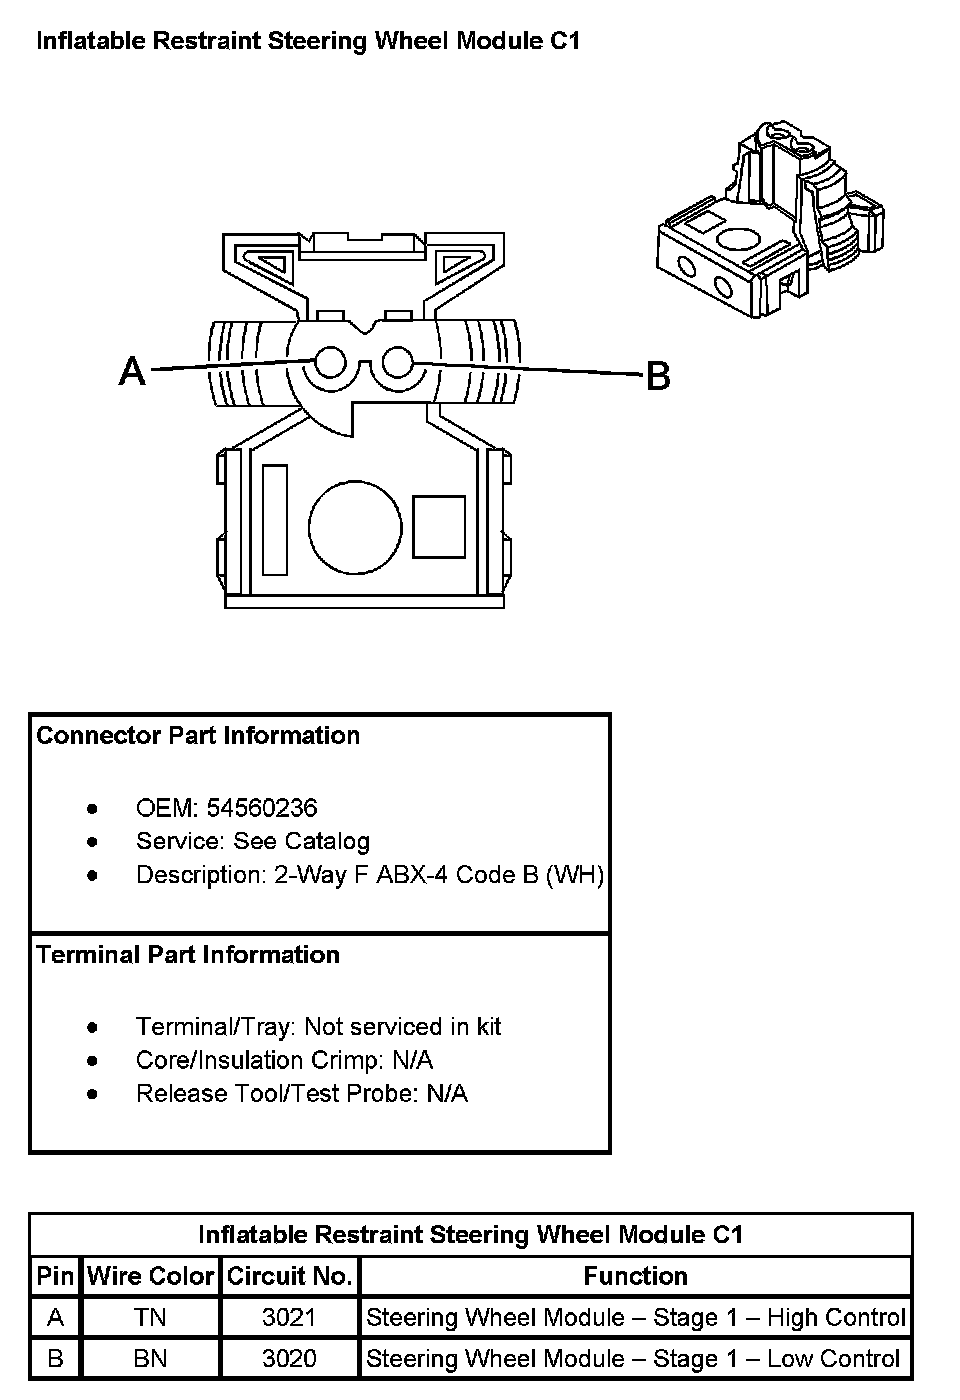 Inflatable Restraint Steering Wheel Module C1
A
B
Connector Part Information
• OEM: 54560236
• Service: See Catalog
• Description: 2-Way F ABX-4 Code B (WH)
Terminal Part Information
• Terminal/Tray: Not serviced in kit
• Core/Insulation Crimp: N/A
• Release Tool/Test Probe: N/A
Inflatable Restraint Steering Wheel Module C1
Pin Wire Color Circuit No. Function
A TN 3021 Steering Wheel Module – Stage 1 – High Control
B BN 3020 Steering Wheel Module – Stage 1 – Low Control